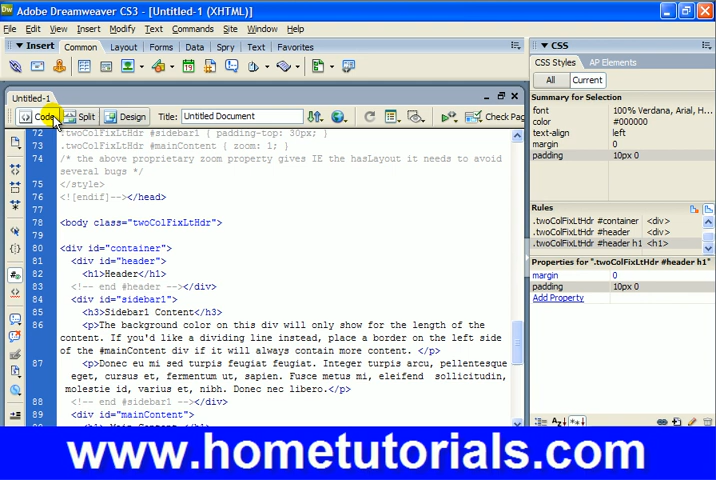 Adobe Dreamweaver CS3 - [Untitled-1 (XHTML)]
File Edit View Insert Modify Text Commands Site Window Help
Insert Common Layout Forms Data Spry Text Favorites
Untitled-1
Code Split Design Title: Untitled Document Check Pag
72 .twoColFixLtHdr #sidebar1 { padding-top: 30px; }
73 .twoColFixLtHdr #mainContent { zoom: 1; }
74 /* the above proprietary zoom property gives IE the hasLayout it needs to avoid
several bugs */
75 </style>
76 <![endif]--></head>
77
78 <body class="twoColFixLtHdr">
79
80 <div id="container">
81 <div id="header">
82 <h1>Header</h1>
83 <!-- end #header --></div>
84 <div id="sidebar1">
85 <h3>Sidebar1 Content</h3>
86 <p>The background color on this div will only show for the length of the
content. If you'd like a dividing line instead, place a border on the left side
of the #mainContent div if it will always contain more content. </p>
87 <p>Donec eu mi sed turpis feugiat feugiat. Integer turpis arcu, pellentesque
eget, cursus et, fermentum ut, sapien. Fusce metus mi, eleifend sollicitudin,
molestie id, varius et, nibh. Donec nec libero.</p>
88 <!-- end #sidebar1 --></div>
89 <div id="mainContent">
90 <h1> Main Content </h1>
CSS
CSS Styles AP Elements
All Current
Summary for Selection
font 100% Verdana, Arial, H
color #000000
text-align left
margin 0
padding 10px 0
Rules
.twoColFixLtHdr #container <div>
.twoColFixLtHdr #header <div>
.twoColFixLtHdr #header h1 <h1>
Properties for ".twoColFixLtHdr #header h1"
margin 0
padding 10px 0
Add Property
www.hometutorials.com